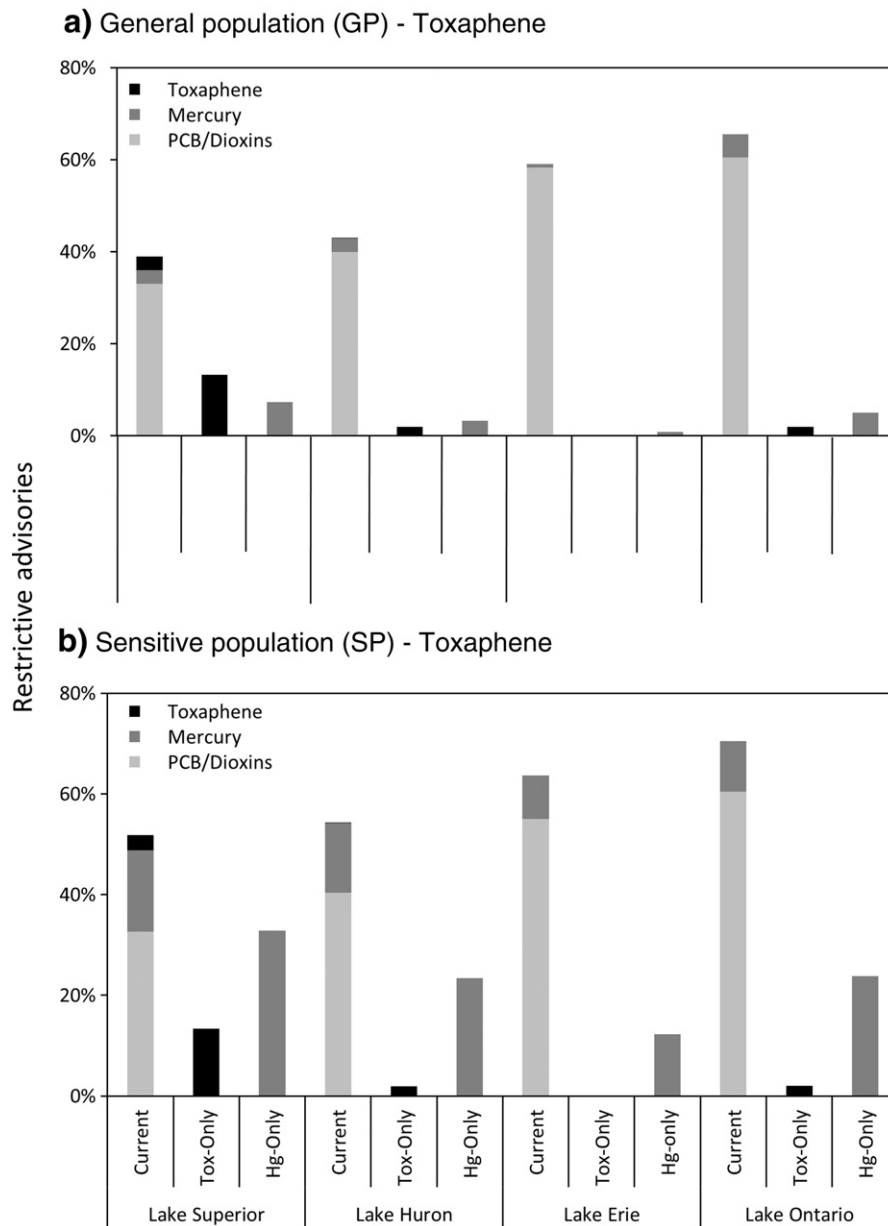 a) General population (GP) - Toxaphene
80%
Toxaphene
Mercury
PCB/Dioxins
60%
40%
20%
0%
Restrictive advisories
b) Sensitive population (SP) - Toxaphene
80%
Toxaphene
Mercury
PCB/Dioxins
60%
40%
20%
0%
Current
Tox-Only
Hg-Only
Current
Tox-Only
Hg-Only
Current
Tox-Only
Hg-only
Current
Tox-Only
Hg-Only
Lake Superior
Lake Huron
Lake Erie
Lake Ontario